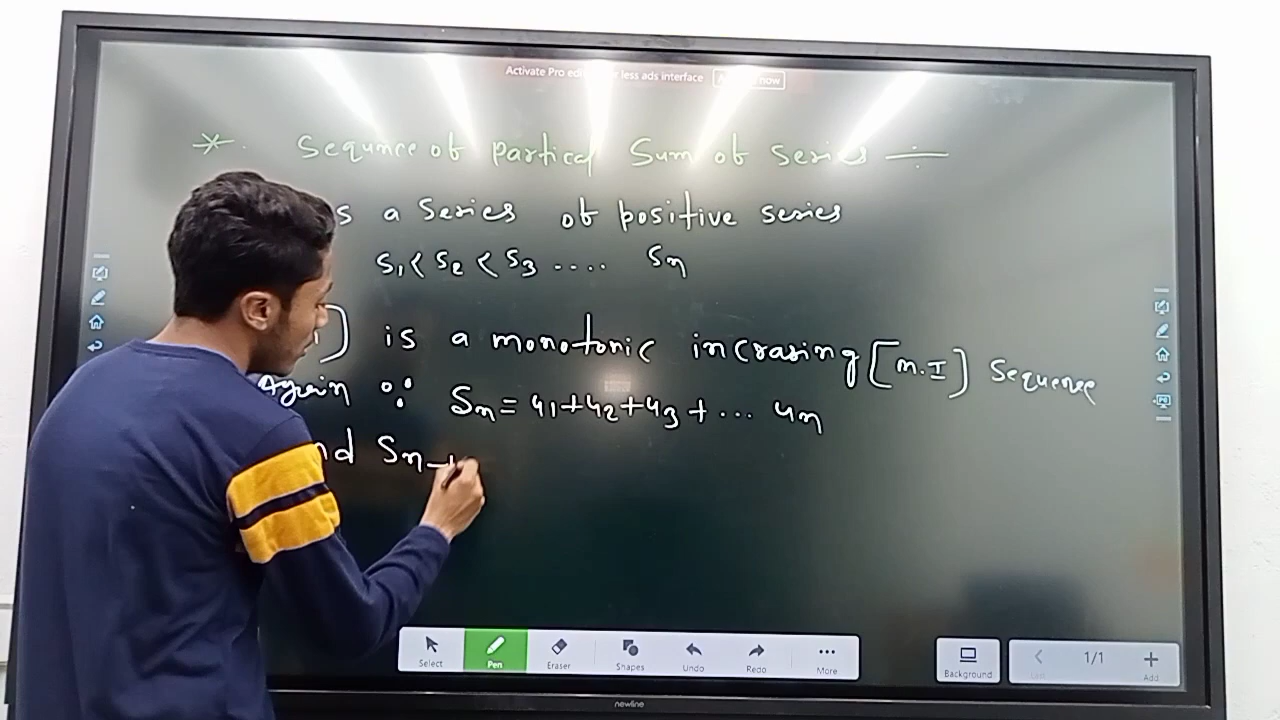 Activate Pro less ads interface now
* Sequnce of partical Sum of series
s a series of positive series
S₁ < S₂ < S₃ .... Sn
) is a monotonic incrasing [m.I] Sequence
Again ∵ Sn = u₁+u₂+u₃+... un
nd Sn-
Select Pen Eraser Shapes Undo Redo More
Background
1/1
Add
newline